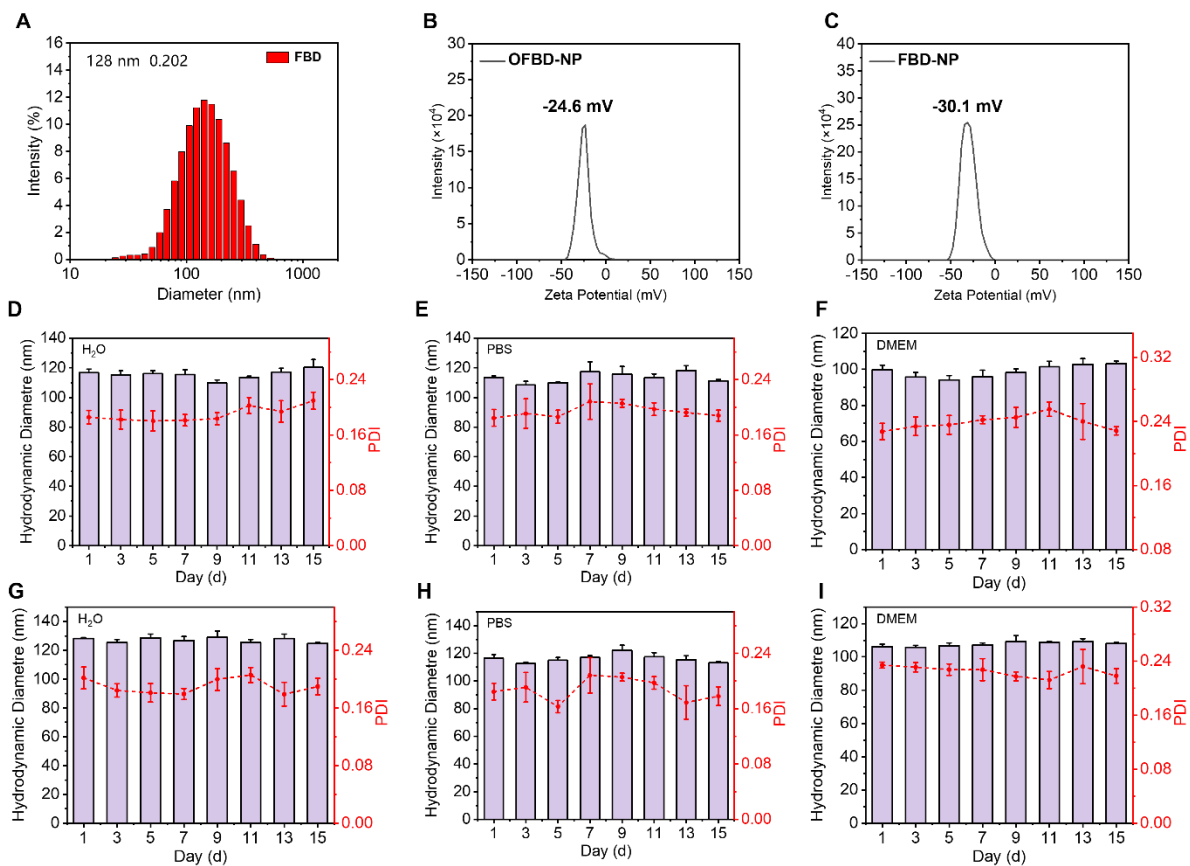 A
16
14
12
10
8
6
4
2
0
Intensity (%)
128 nm 0.202
FBD
10 100 1000
Diameter (nm)
B
30
25
20
15
10
5
0
Intensity (×10⁴)
OFBD-NP
-24.6 mV
-150 -100 -50 0 50 100 150
Zeta Potential (mV)
C
40
35
30
25
20
15
10
5
0
Intensity (×10⁴)
FBD-NP
-30.1 mV
-150 -100 -50 0 50 100 150
Zeta Potential (mV)
D
140
120
100
80
60
40
20
0
Hydrodynamic Diametre (nm)
H₂O
0.24
0.16
0.08
0.00
PDI
1 3 5 7 9 11 13 15
Day (d)
E
140
120
100
80
60
40
20
0
Hydrodynamic Diametre (nm)
PBS
0.24
0.16
0.08
0.00
PDI
1 3 5 7 9 11 13 15
Day (d)
F
120
100
80
60
40
20
0
Hydrodynamic Diametre (nm)
DMEM
0.32
0.24
0.16
0.08
PDI
1 3 5 7 9 11 13 15
Day (d)
G
140
120
100
80
60
40
20
0
Hydrodynamic Diametre (nm)
H₂O
0.24
0.16
0.08
0.00
PDI
1 3 5 7 9 11 13 15
Day (d)
H
140
120
100
80
60
40
20
0
Hydrodynamic Diametre (nm)
PBS
0.24
0.16
0.08
0.00
PDI
1 3 5 7 9 11 13 15
Day (d)
I
120
100
80
60
40
20
0
Hydrodynamic Diametre (nm)
DMEM
0.32
0.24
0.16
0.08
0.00
PDI
1 3 5 7 9 11 13 15
Day (d)